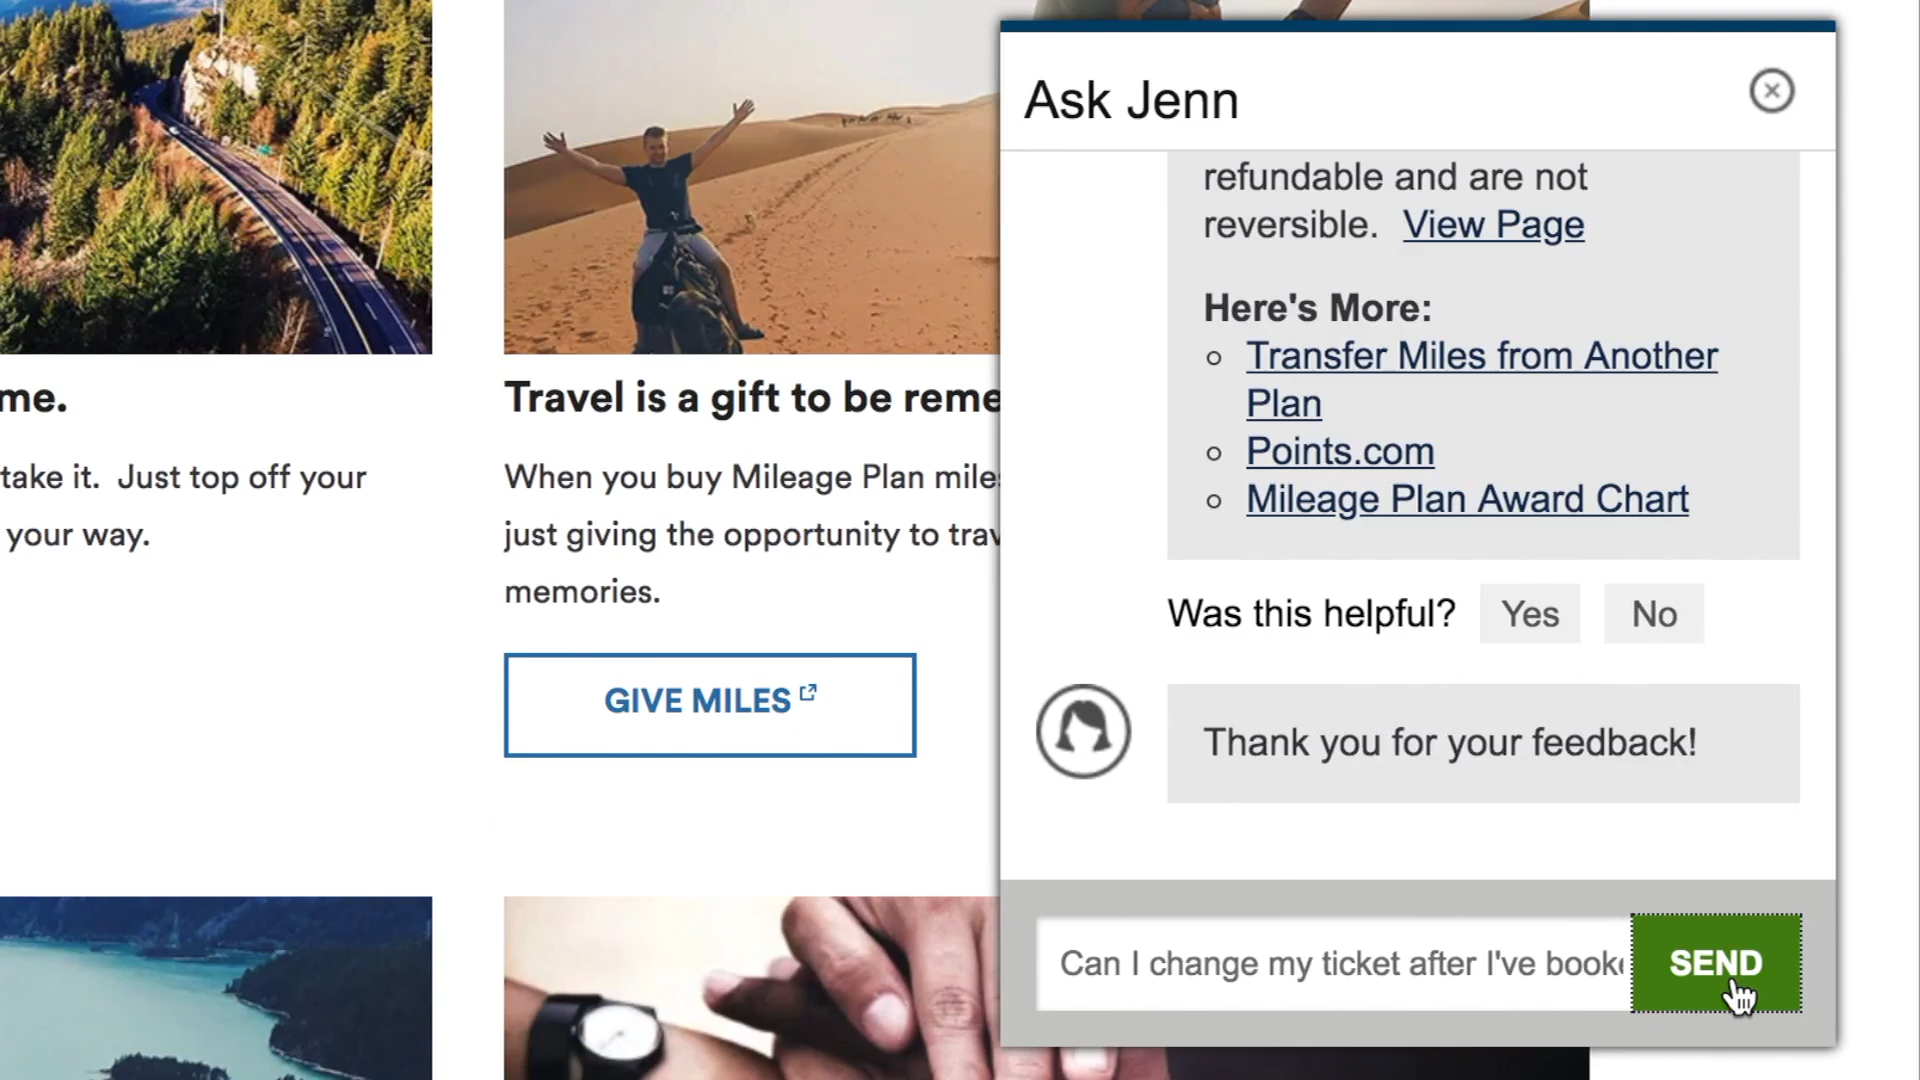 me.
take it.  Just top off your
your way.
Travel is a gift to be reme
When you buy Mileage Plan mile
just giving the opportunity to trav
memories.
GIVE MILES
Ask Jenn
refundable and are not
reversible.  View Page
Here's More:
Transfer Miles from Another
Plan
Points.com
Mileage Plan Award Chart
Was this helpful? Yes No
Thank you for your feedback!
Can I change my ticket after I've booke
SEND